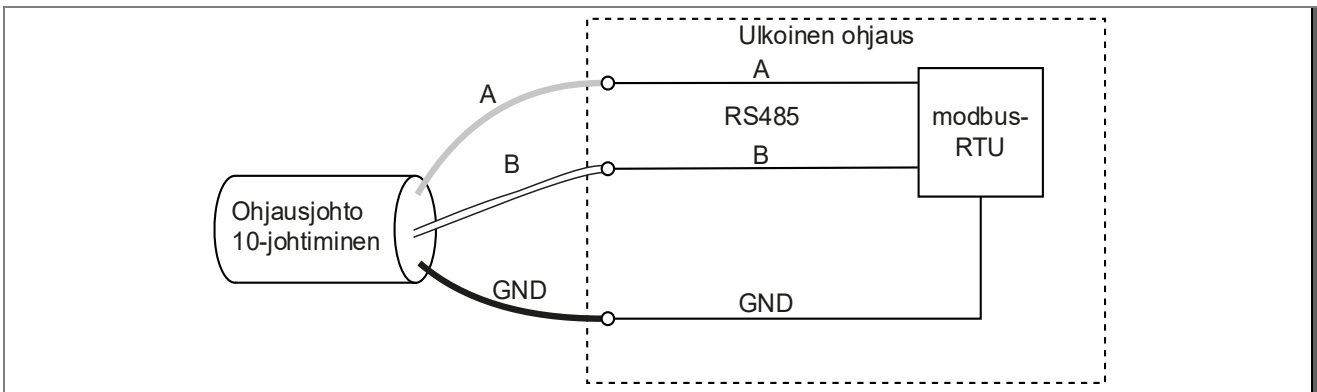 Ulkoinen ohjaus
A
A
RS485
modbus-
RTU
B
B
Ohjausjohto
10-johtiminen
GND
GND